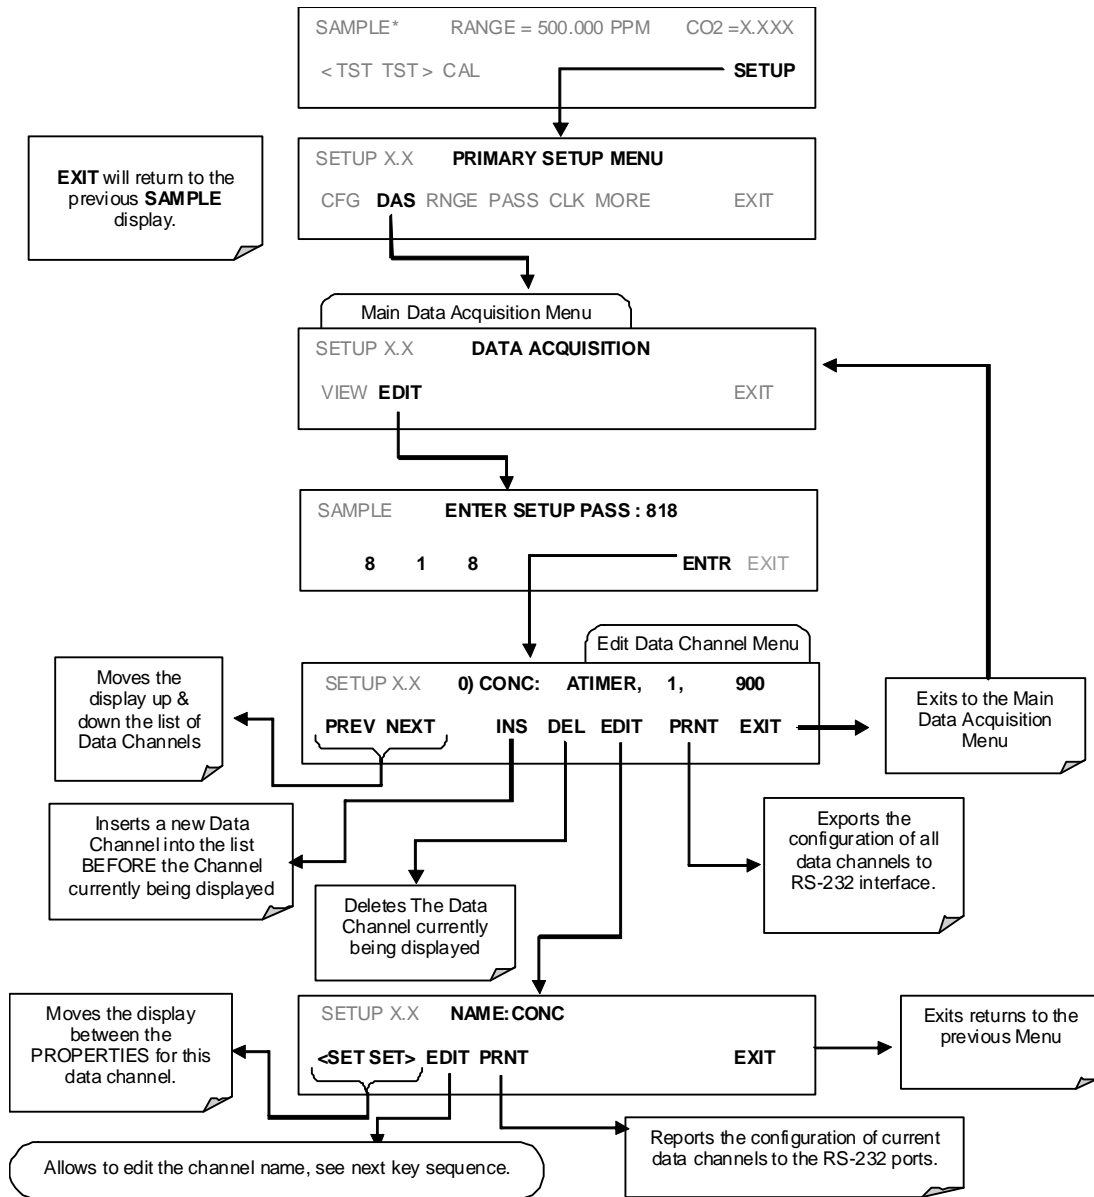 SAMPLE* RANGE = 500.000 PPM CO2 =X.XXX
< TST TST > CAL SETUP
EXIT will return to the
previous SAMPLE
display.
SETUP X.X PRIMARY SETUP MENU
CFG DAS RNGE PASS CLK MORE EXIT
Main Data Acquisition Menu
SETUP X.X DATA ACQUISITION
VIEW EDIT EXIT
SAMPLE ENTER SETUP PASS : 818
8 1 8 ENTR EXIT
Edit Data Channel Menu
SETUP X.X 0) CONC: ATIMER, 1, 900
PREV NEXT INS DEL EDIT PRNT EXIT
Moves the
display up &
down the list of
Data Channels
Exits to the Main
Data Acquisition
Menu
Inserts a new Data
Channel into the list
BEFORE the Channel
currently being displayed
Deletes The Data
Channel currently
being displayed
Exports the
configuration of all
data channels to
RS-232 interface.
SETUP X.X NAME:CONC
<SET SET> EDIT PRNT EXIT
Moves the display
between the
PROPERTIES for this
data channel.
Exits returns to the
previous Menu
Allows to edit the channel name, see next key sequence.
Reports the configuration of current
data channels to the RS-232 ports.